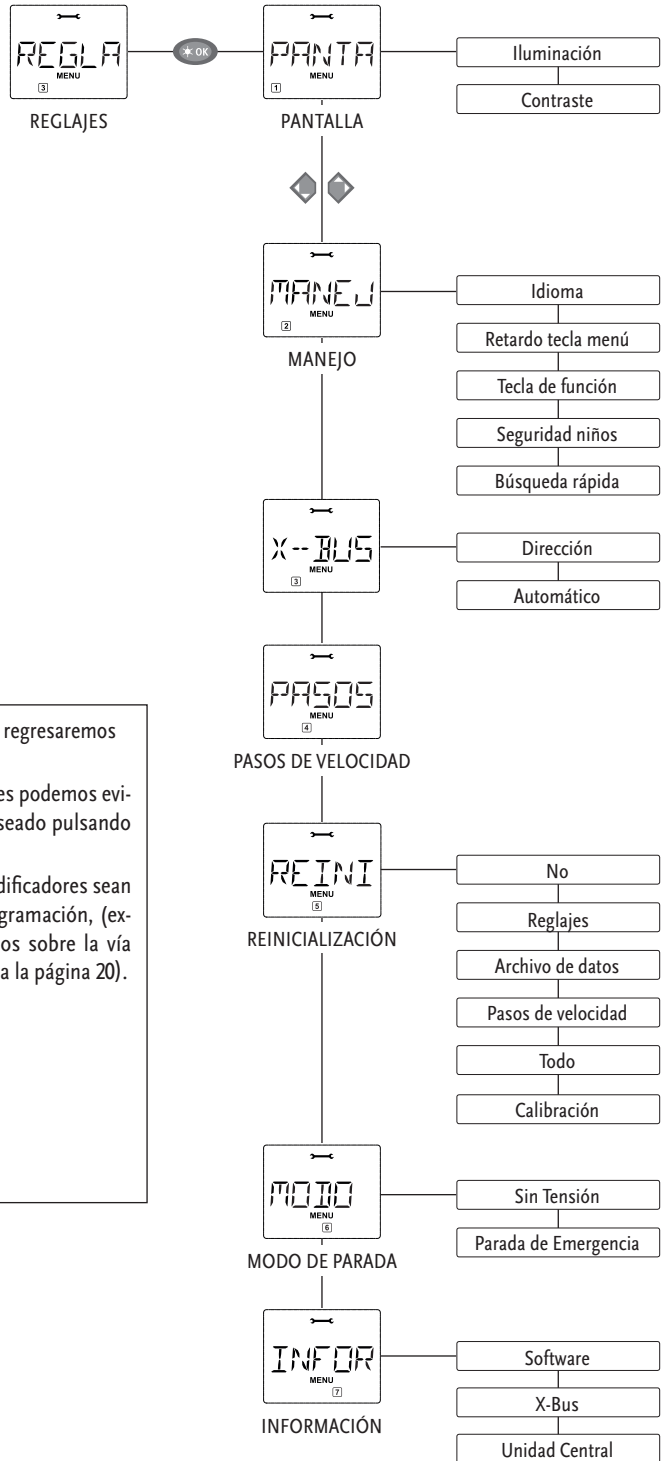 REGLA
MENU
3
REGLAJES
OK
PANTA
MENU
1
PANTALLA
Iluminación
Contraste
MANEJ
MENU
2
MANEJO
Idioma
Retardo tecla menú
Tecla de función
Seguridad niños
Búsqueda rápida
X--BUS
MENU
3
Dirección
Automático
PASOS
MENU
4
PASOS DE VELOCIDAD
regresaremos
es podemos evi-
seado pulsando
dificadores sean
gramación, (ex-
os sobre la vía
a la página 20).
REINI
MENU
5
REINICIALIZACIÓN
No
Reglajes
Archivo de datos
Pasos de velocidad
Todo
Calibración
MODO
MENU
6
MODO DE PARADA
Sin Tensión
Parada de Emergencia
INFOR
MENU
7
INFORMACIÓN
Software
X-Bus
Unidad Central